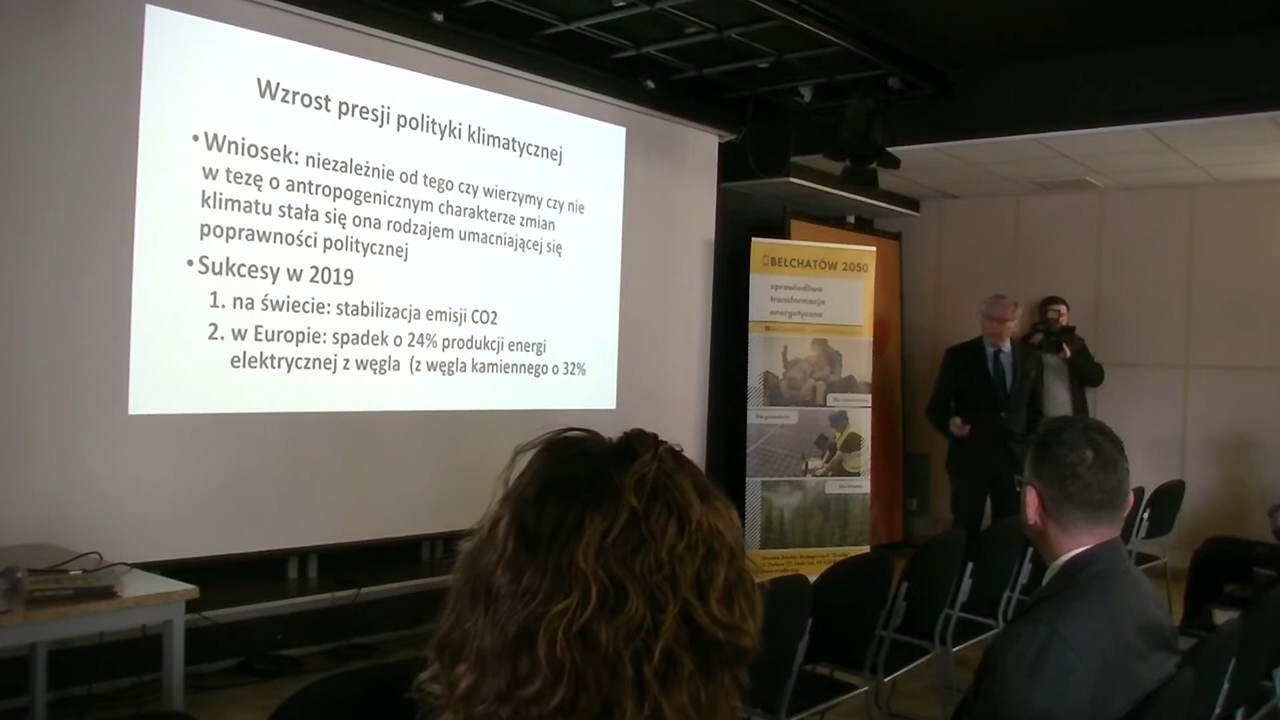 Wzrost presji polityki klimatycznej
• Wniosek: niezależnie od tego czy wierzymy czy nie
w tezę o antropogenicznym charakterze zmian
klimatu stała się ona rodzajem umacniającej się
poprawności politycznej
• Sukcesy w 2019
1. na świecie: stabilizacja emisji CO2
2. w Europie: spadek o 24% produkcji energi
elektrycznej z węgla (z węgla kamiennego o 32%
BEŁCHATÓW 2050
sprawiedliwa
transformacja
energetyczna